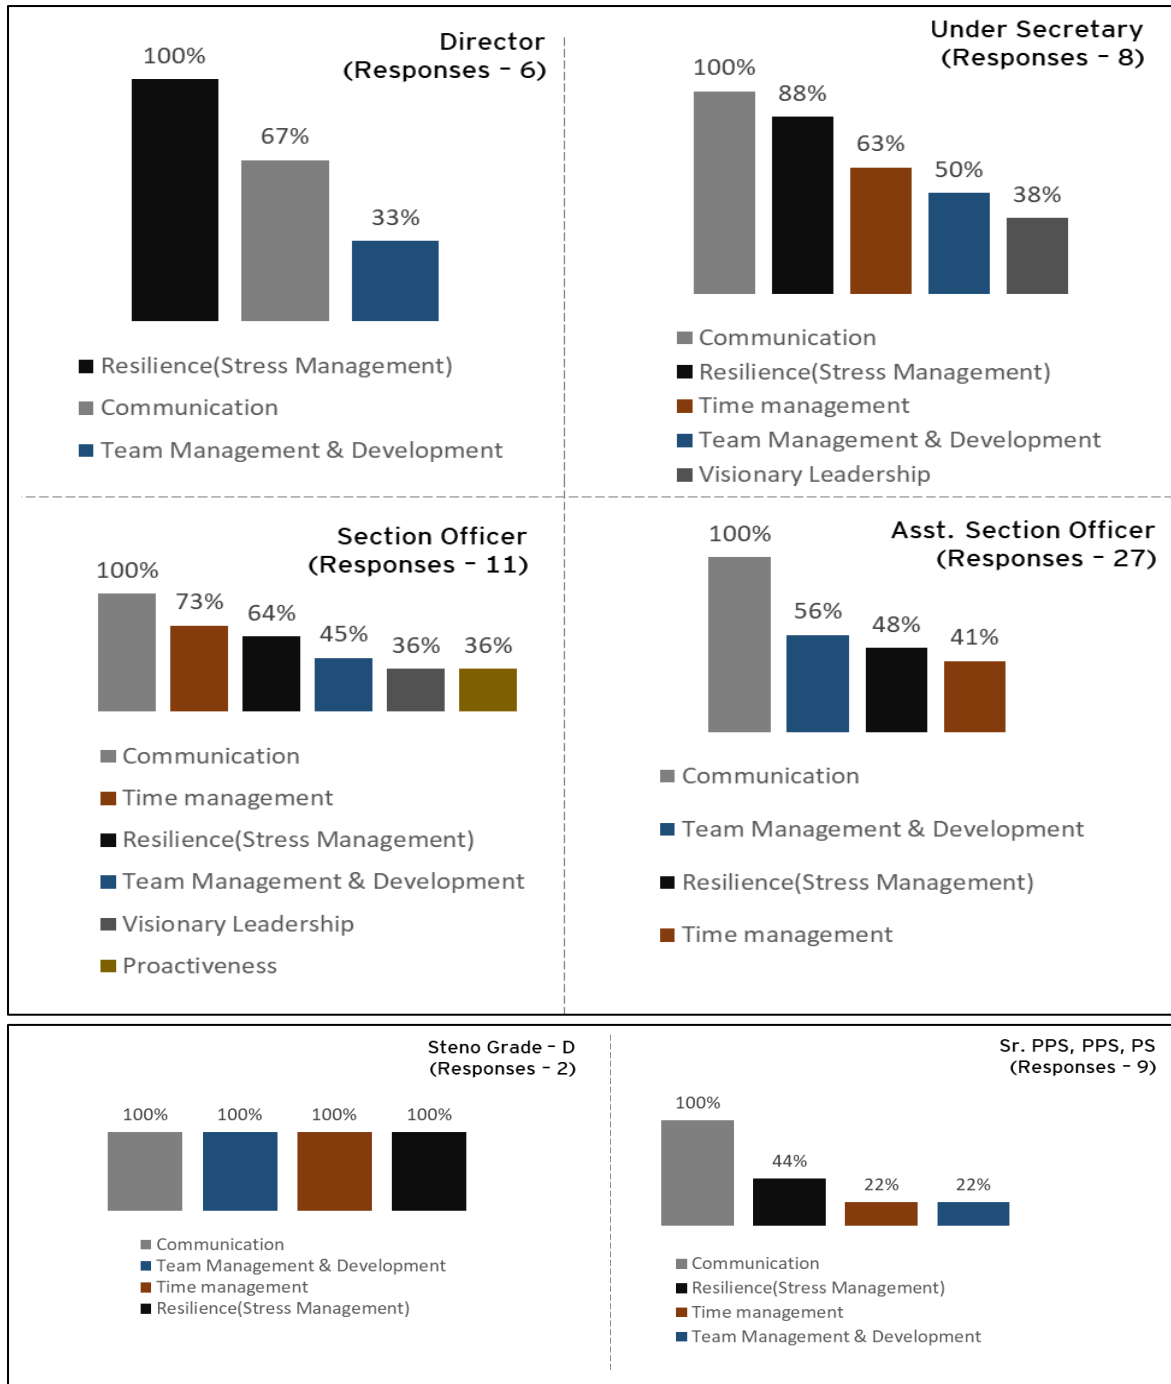 Director
(Responses - 6)
100%
67%
33%
Resilience(Stress Management)
Communication
Team Management & Development
Under Secretary
(Responses - 8)
100%
88%
63%
50%
38%
Communication
Resilience(Stress Management)
Time management
Team Management & Development
Visionary Leadership
Section Officer
(Responses - 11)
100%
73%
64%
45%
36%
36%
Communication
Time management
Resilience(Stress Management)
Team Management & Development
Visionary Leadership
Proactiveness
Asst. Section Officer
(Responses - 27)
100%
56%
48%
41%
Communication
Team Management & Development
Resilience(Stress Management)
Time management
Steno Grade - D
(Responses - 2)
100%
100%
100%
100%
Communication
Team Management & Development
Time management
Resilience(Stress Management)
Sr. PPS, PPS, PS
(Responses - 9)
100%
44%
22%
22%
Communication
Resilience(Stress Management)
Time management
Team Management & Development